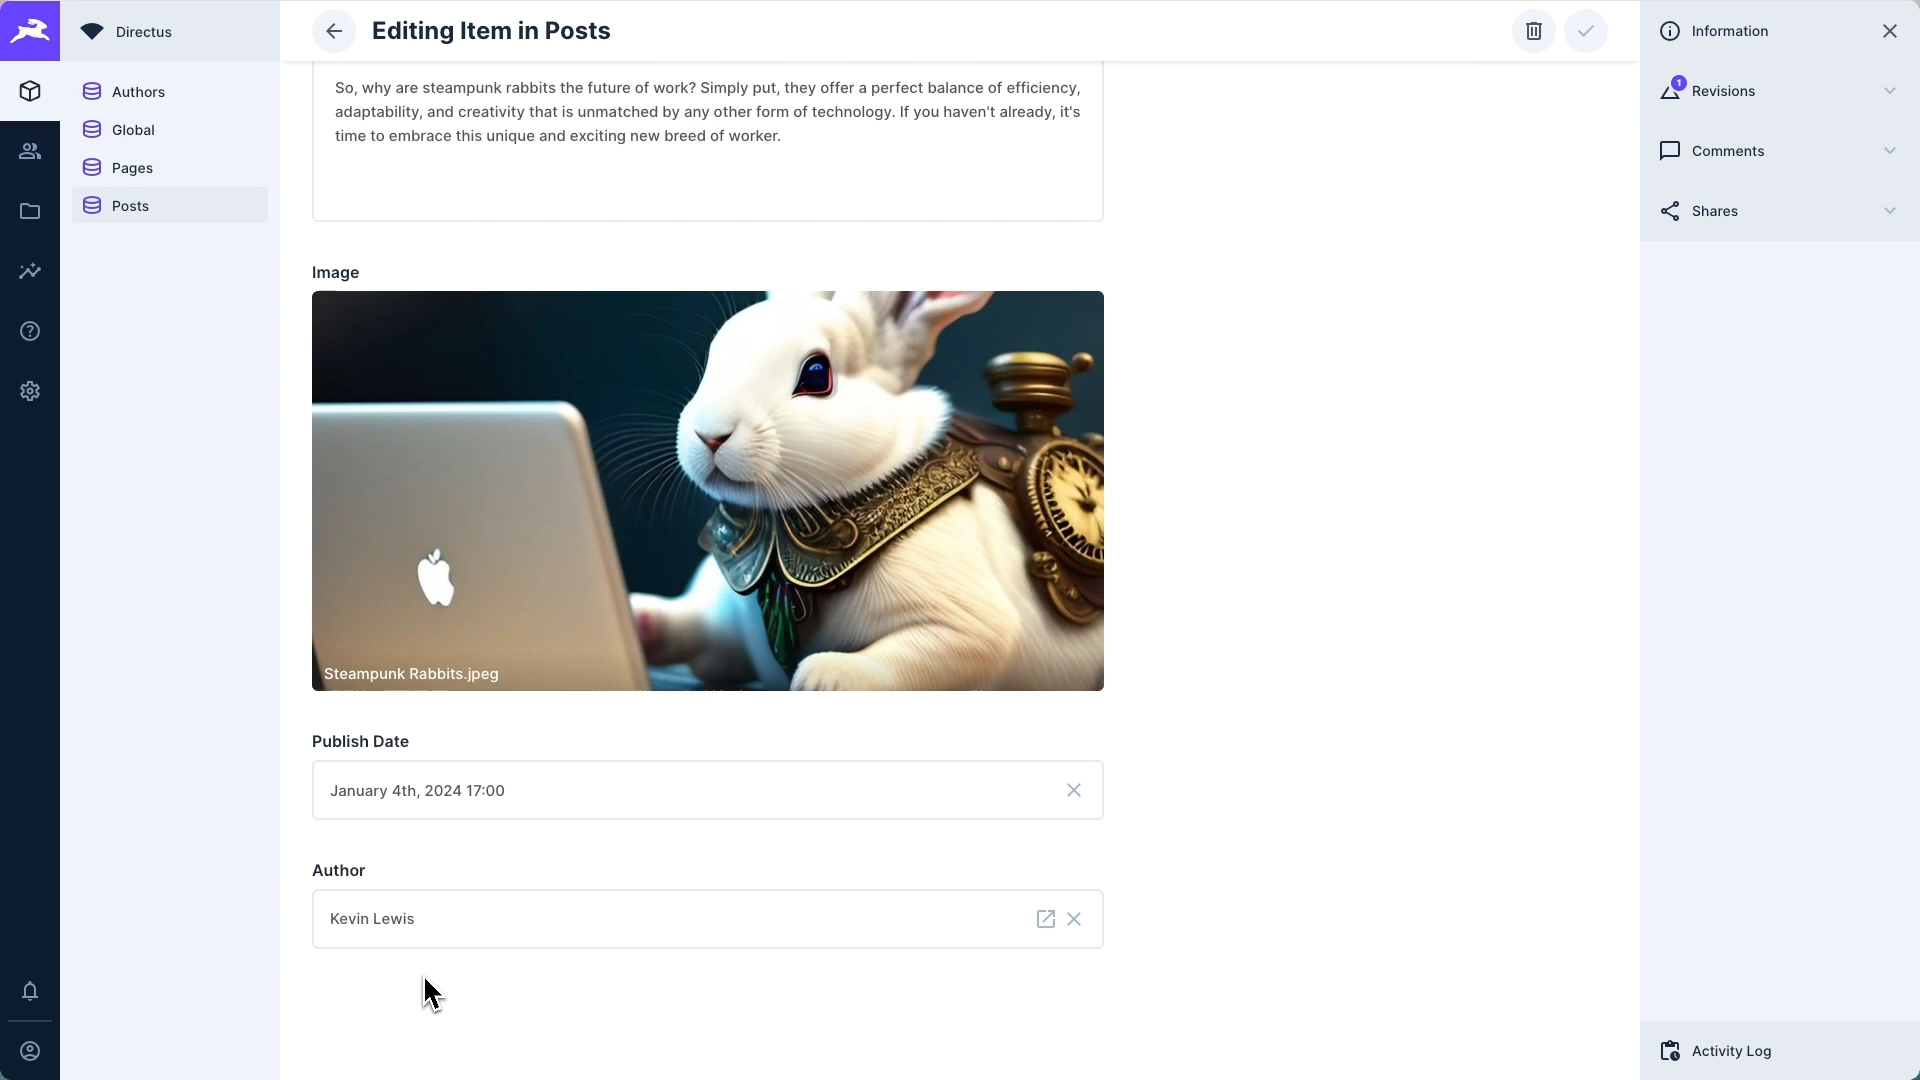 Directus
Editing Item in Posts
Information
Authors
Global
Pages
Posts
1
Revisions
Comments
Shares
So, why are steampunk rabbits the future of work? Simply put, they offer a perfect balance of efficiency,
adaptability, and creativity that is unmatched by any other form of technology. If you haven't already, it's
time to embrace this unique and exciting new breed of worker.
Image
Steampunk Rabbits.jpeg
Publish Date
January 4th, 2024 17:00
Author
Kevin Lewis
Activity Log